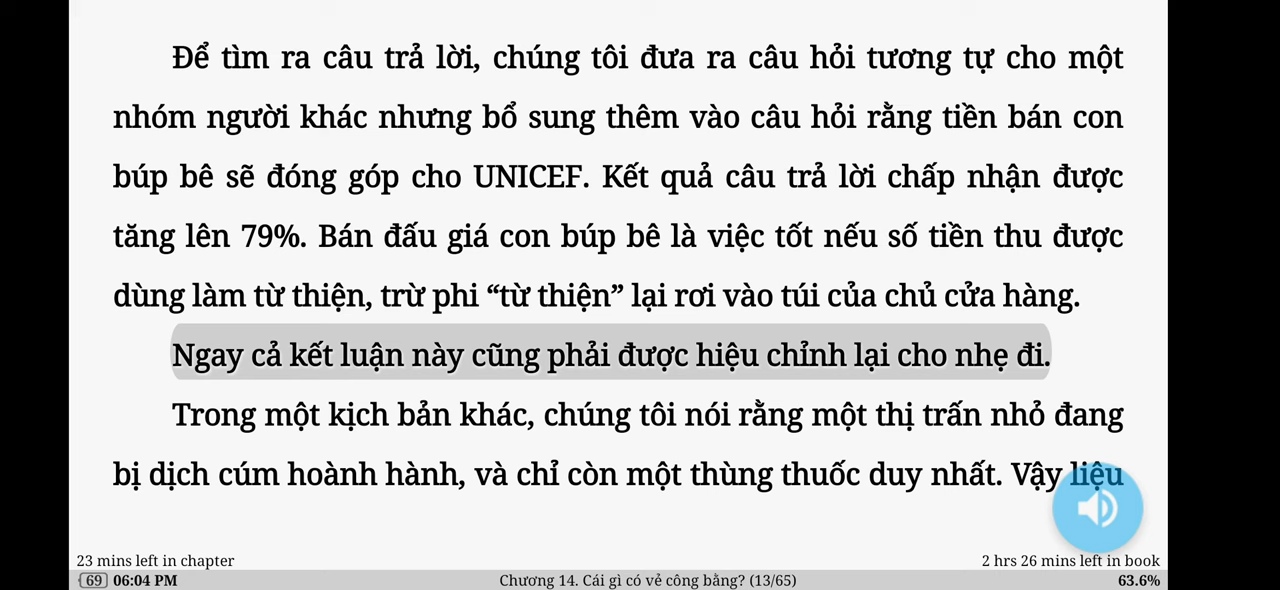 Để tìm ra câu trả lời, chúng tôi đưa ra câu hỏi tương tự cho một
nhóm người khác nhưng bổ sung thêm vào câu hỏi rằng tiền bán con
búp bê sẽ đóng góp cho UNICEF. Kết quả câu trả lời chấp nhận được
tăng lên 79%. Bán đấu giá con búp bê là việc tốt nếu số tiền thu được
dùng làm từ thiện, trừ phi “từ thiện” lại rơi vào túi của chủ cửa hàng.
Ngay cả kết luận này cũng phải được hiệu chỉnh lại cho nhẹ đi.
Trong một kịch bản khác, chúng tôi nói rằng một thị trấn nhỏ đang
bị dịch cúm hoành hành, và chỉ còn một thùng thuốc duy nhất. Vậy liệu
23 mins left in chapter 2 hrs 26 mins left in book
69 06:04 PM Chương 14. Cái gì có vẻ công bằng? (13/65) 63.6%